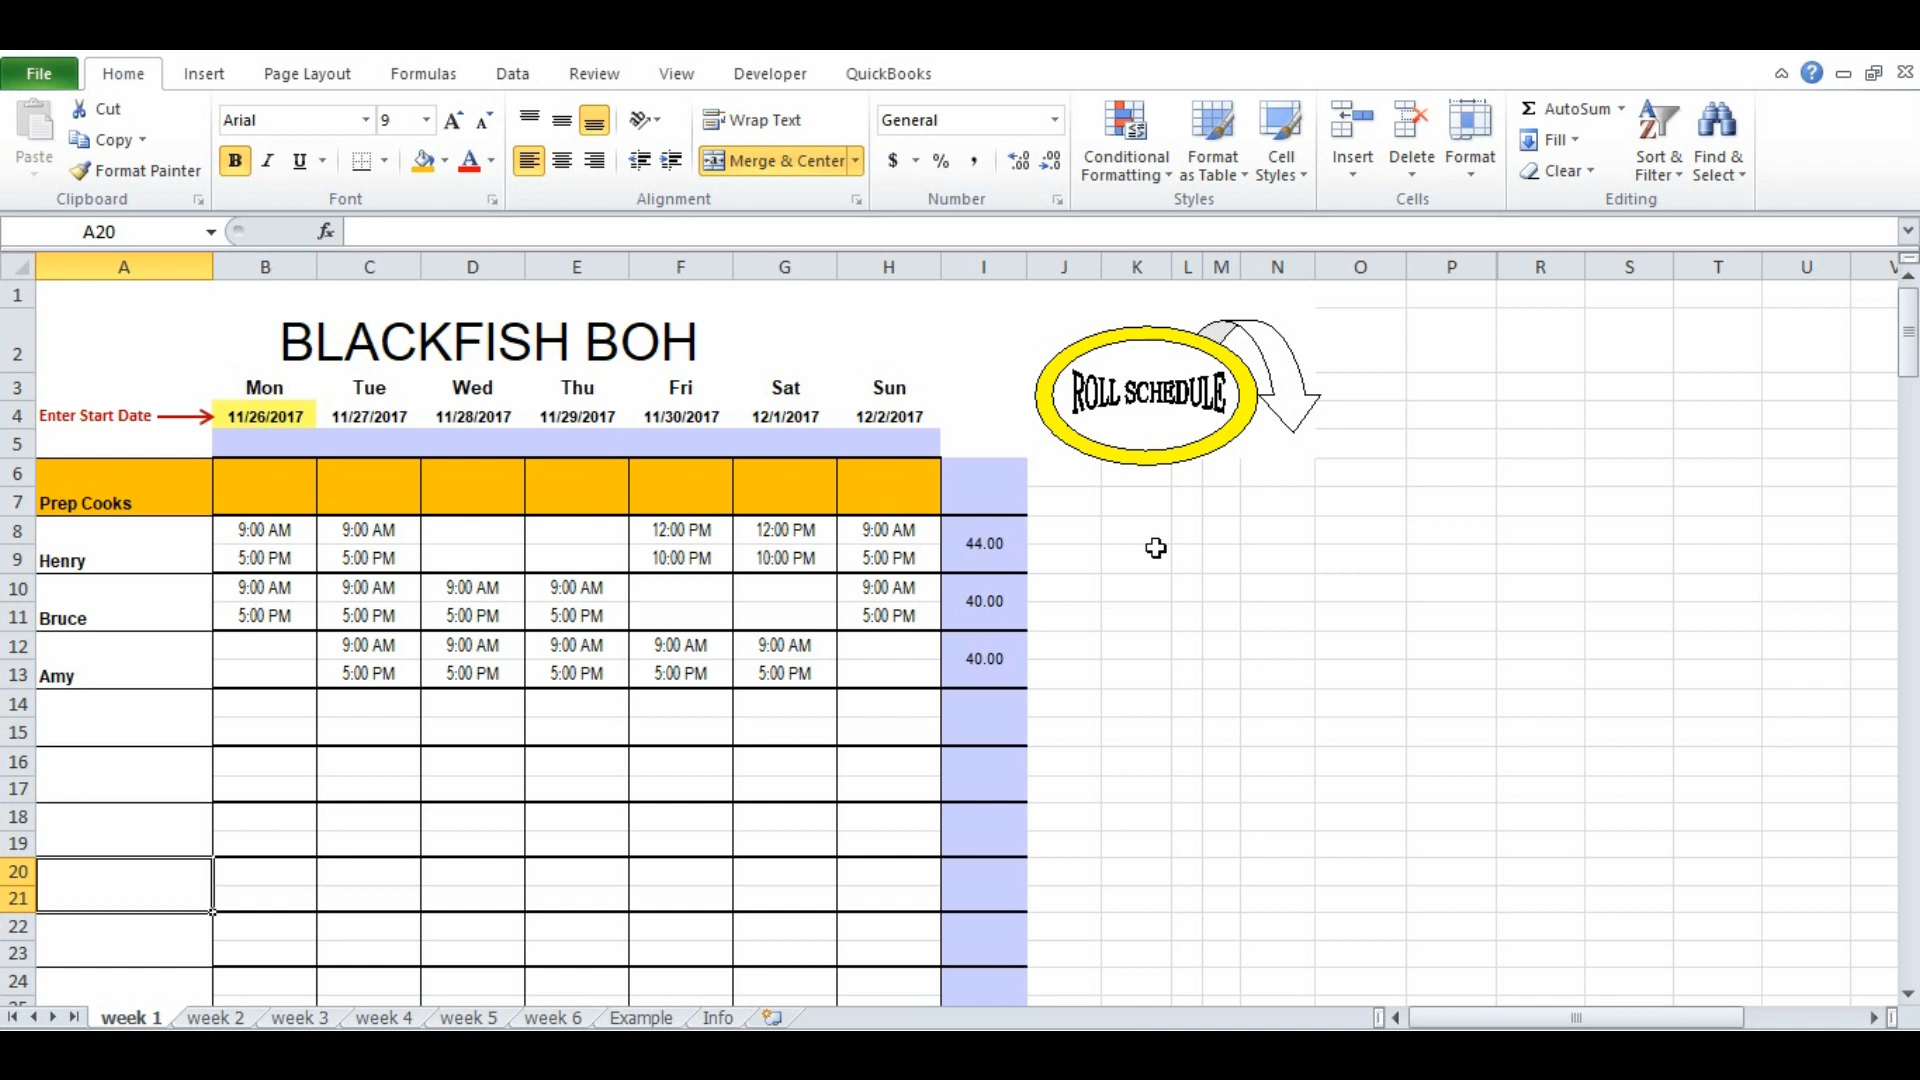 File Home Insert Page Layout Formulas Data Review View Developer QuickBooks
Cut
Copy
Format Painter
Paste
Clipboard
Arial 9
B I U
Font
Wrap Text
Merge & Center
Alignment
General
$ % ,
Number
Conditional Formatting
Format as Table
Cell Styles
Styles
Insert Delete Format
Cells
AutoSum
Fill
Clear
Sort & Filter
Find & Select
Editing
A20 fx
A B C D E F G H I J K L M N O P R S T U V
1
2 BLACKFISH BOH
ROLL SCHEDULE
3 Mon Tue Wed Thu Fri Sat Sun
4 Enter Start Date 11/26/2017 11/27/2017 11/28/2017 11/29/2017 11/30/2017 12/1/2017 12/2/2017
5
6
7 Prep Cooks
8 9:00 AM 9:00 AM 12:00 PM 12:00 PM 9:00 AM
44.00
9 Henry 5:00 PM 5:00 PM 10:00 PM 10:00 PM 5:00 PM
10 9:00 AM 9:00 AM 9:00 AM 9:00 AM 9:00 AM
40.00
11 Bruce 5:00 PM 5:00 PM 5:00 PM 5:00 PM 5:00 PM
12 9:00 AM 9:00 AM 9:00 AM 9:00 AM 9:00 AM
40.00
13 Amy 5:00 PM 5:00 PM 5:00 PM 5:00 PM 5:00 PM
14
15
16
17
18
19
20
21
22
23
24
week 1 week 2 week 3 week 4 week 5 week 6 Example Info